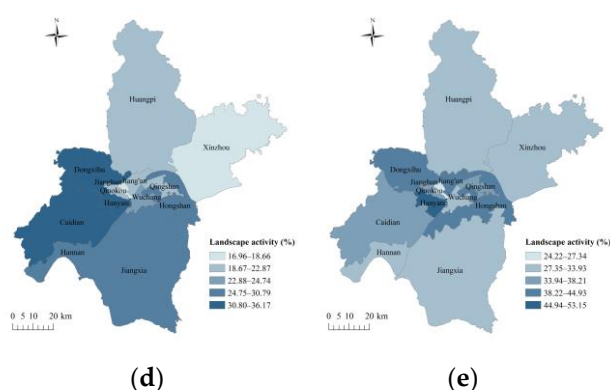 N
Huangpi
Xinzhou
Dongxihu
Jianghan
Jiang'an
Qiaokou
Qingshan
Hanyang
Wuchang
Hongshan
Caidian
Hannan
Jiangxia
Landscape activity (%)
16.96–18.66
18.67–22.87
22.88–24.74
24.75–30.79
30.80–36.17
0 5 10 20 km
(d)
N
Huangpi
Xinzhou
Dongxihu
Jianghan
Jiang'an
Qiaokou
Qingshan
Hanyang
Wuchang
Hongshan
Caidian
Hannan
Jiangxia
Landscape activity (%)
24.22–27.34
27.35–33.93
33.94–38.21
38.22–44.93
44.94–53.15
0 5 10 20 km
(e)